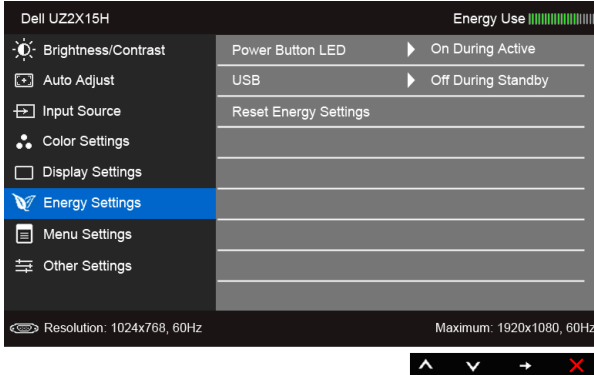 Dell UZ2X15H Energy Use
Brightness/Contrast Power Button LED On During Active
Auto Adjust USB Off During Standby
Input Source Reset Energy Settings
Color Settings
Display Settings
Energy Settings
Menu Settings
Other Settings
Resolution: 1024x768, 60Hz Maximum: 1920x1080, 60Hz